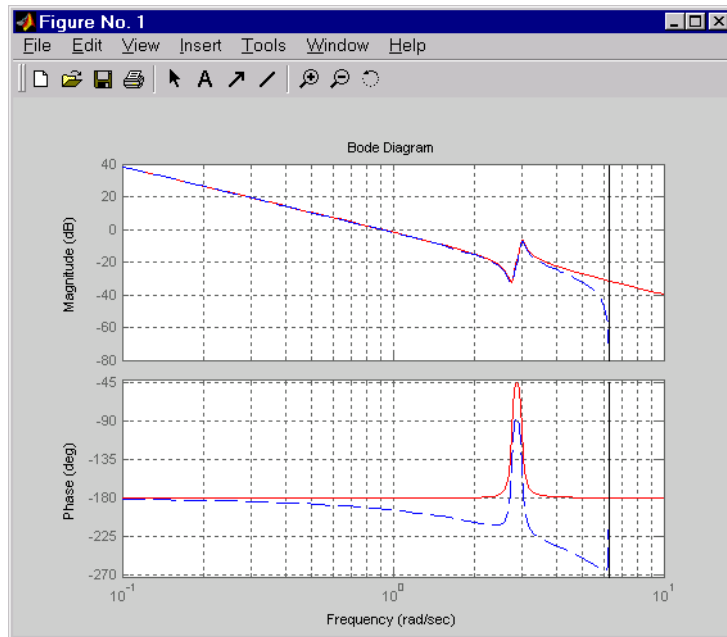 Figure No. 1
File Edit View Insert Tools Window Help
A
Bode Diagram
Magnitude (dB)
40
20
0
-20
-40
-60
-80
Phase (deg)
-45
-90
-135
-180
-225
-270
10^-1
10^0
10^1
Frequency (rad/sec)